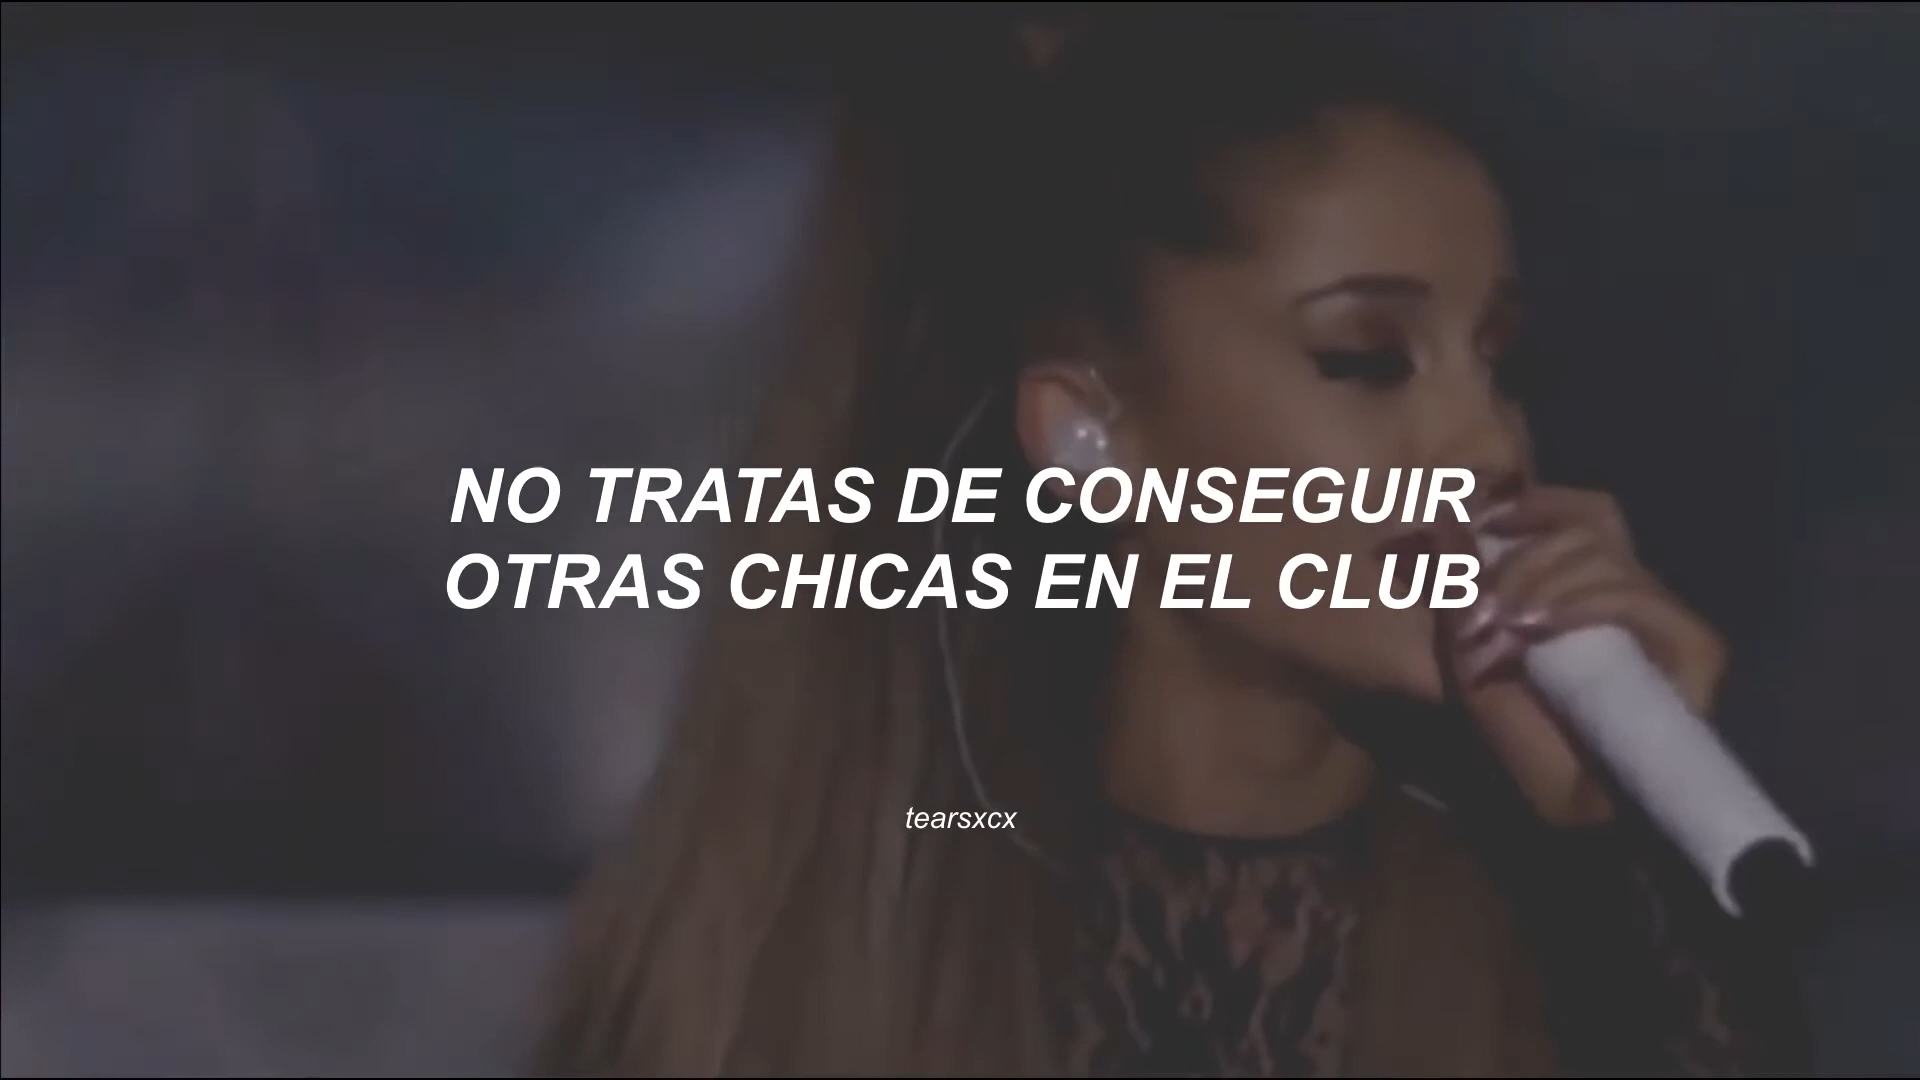 NO TRATAS DE CONSEGUIR
OTRAS CHICAS EN EL CLUB
tearsxcx